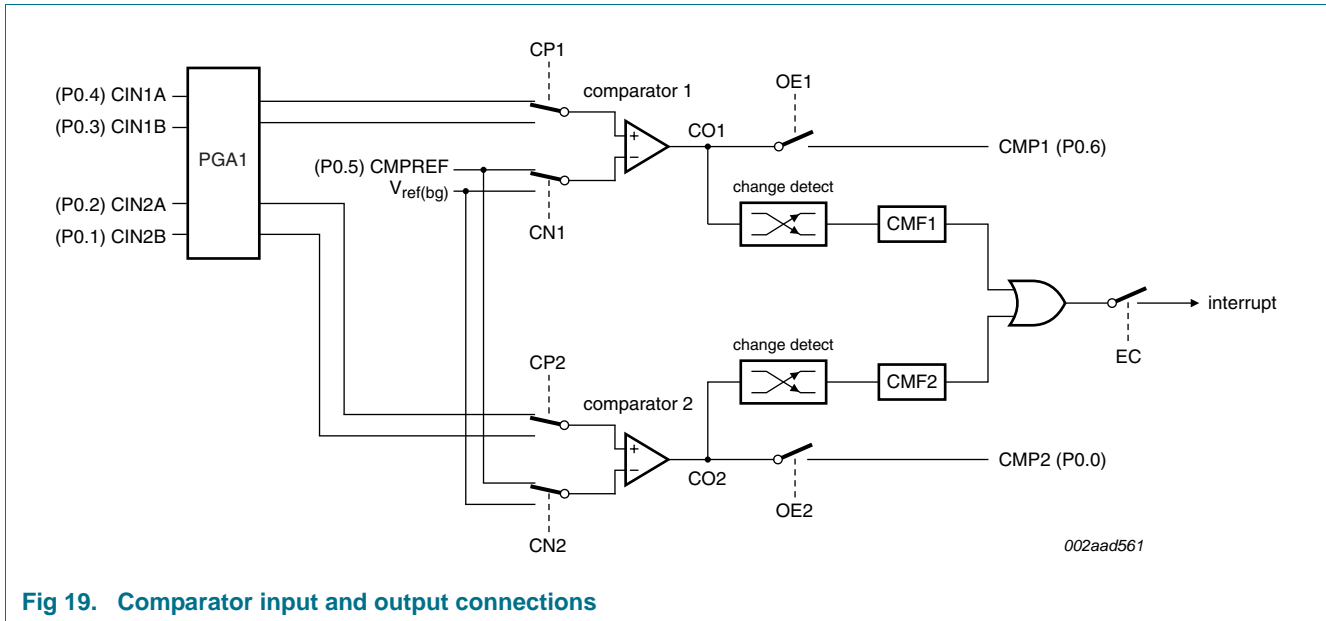 CP1
OE1
(P0.4) CIN1A
comparator 1
(P0.3) CIN1B
+
CO1
CMP1 (P0.6)
PGA1
(P0.5) CMPREF
−
Vref(bg)
change detect
(P0.2) CIN2A
CMF1
(P0.1) CIN2B
CN1
interrupt
change detect
EC
CP2
CMF2
comparator 2
+
CMP2 (P0.0)
−
CO2
OE2
CN2
002aad561
Fig 19. Comparator input and output connections